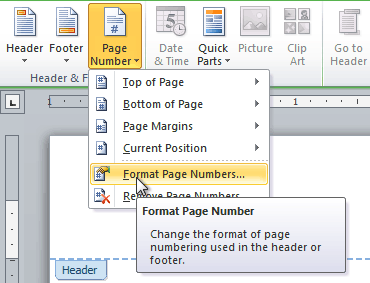 Header Footer Page Number Date & Time Quick Parts Picture Clip Art Go to Header
Header & F
Top of Page
Bottom of Page
Page Margins
Current Position
Format Page Numbers...
Remove Page Numbers
Format Page Number
Change the format of page
numbering used in the header or
footer.
L
1 1
Header